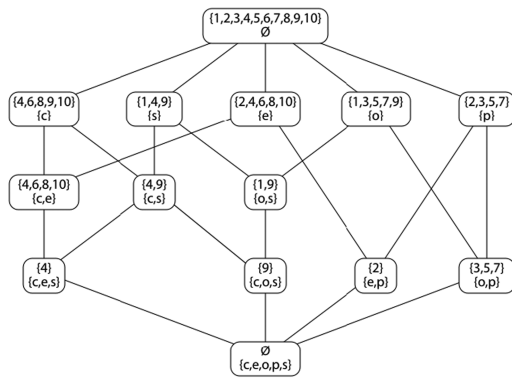 {1,2,3,4,5,6,7,8,9,10}
Ø
{4,6,8,9,10}
{c}
{1,4,9}
{s}
{2,4,6,8,10}
{e}
{1,3,5,7,9}
{o}
{2,3,5,7}
{p}
{4,6,8,10}
{c,e}
{4,9}
{c,s}
{1,9}
{o,s}
{4}
{c,e,s}
{9}
{c,o,s}
{2}
{e,p}
{3,5,7}
{o,p}
Ø
{c,e,o,p,s}